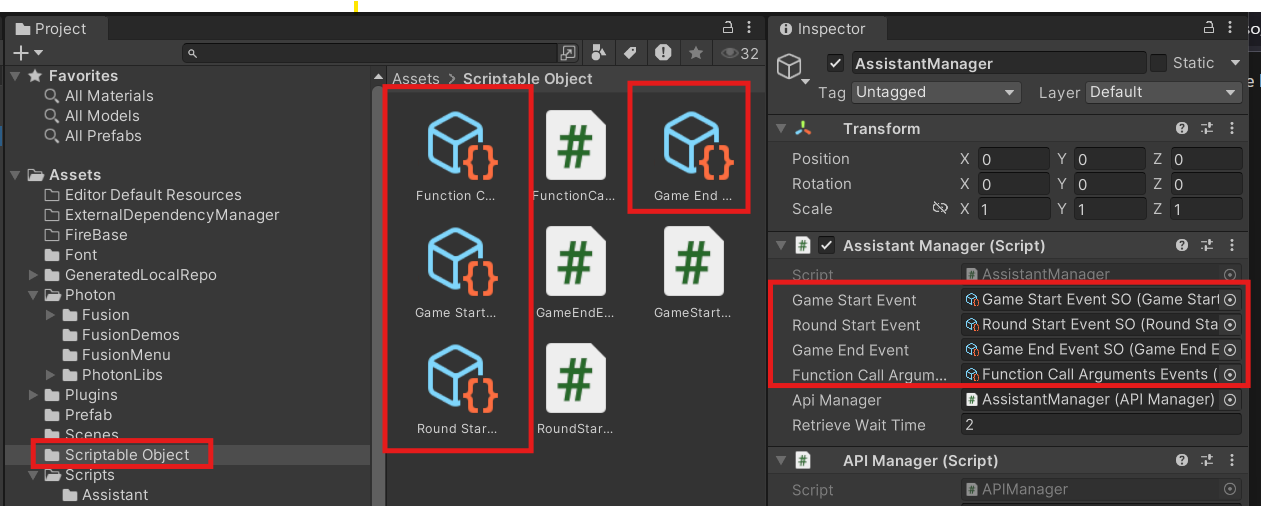 Project
32
Favorites
All Materials
All Models
All Prefabs
Assets
Editor Default Resources
ExternalDependencyManager
FireBase
Font
GeneratedLocalRepo
Photon
Fusion
FusionDemos
FusionMenu
PhotonLibs
Plugins
Prefab
Scenes
Scriptable Object
Scripts
Assistant
Assets > Scriptable Object
Function C...
FunctionCa...
Game End ...
Game Start...
GameEndE...
GameStart...
Round Star...
RoundStar...
Inspector
AssistantManager
Static
Tag Untagged
Layer Default
Transform
Position X 0 Y 0 Z 0
Rotation X 0 Y 0 Z 0
Scale X 1 Y 1 Z 1
# Assistant Manager (Script)
Script # AssistantManager
Game Start Event Game Start Event SO (Game Start
Round Start Event Round Start Event SO (Round Sta
Game End Event Game End Event SO (Game End E
Function Call Argum... Function Call Arguments Events (
Api Manager # AssistantManager (API Manager)
Retrieve Wait Time 2
# API Manager (Script)
Script # APIManager